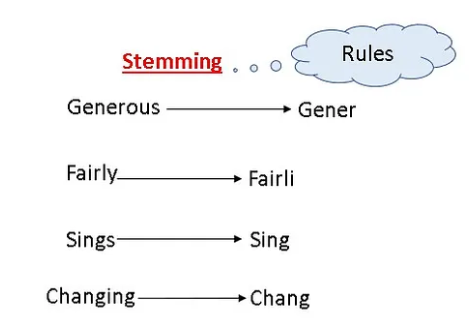 Stemming
Rules
Generous Gener
Fairly Fairli
Sings Sing
Changing Chang